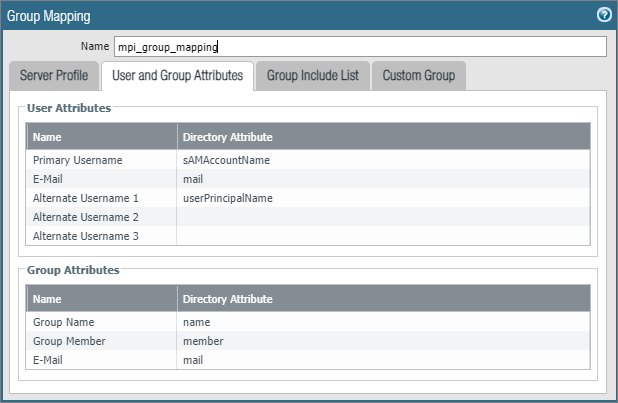 Group Mapping
Name mpi_group_mapping
Server Profile User and Group Attributes Group Include List Custom Group
User Attributes
Name Directory Attribute
Primary Username sAMAccountName
E-Mail mail
Alternate Username 1 userPrincipalName
Alternate Username 2
Alternate Username 3
Group Attributes
Name Directory Attribute
Group Name name
Group Member member
E-Mail mail